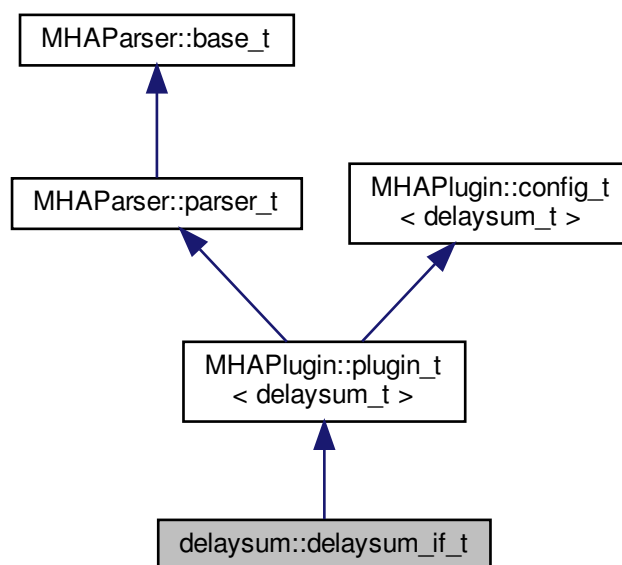 MHAParser::base_t
MHAParser::parser_t
MHAPlugin::config_t
< delaysum_t >
MHAPlugin::plugin_t
< delaysum_t >
delaysum::delaysum_if_t